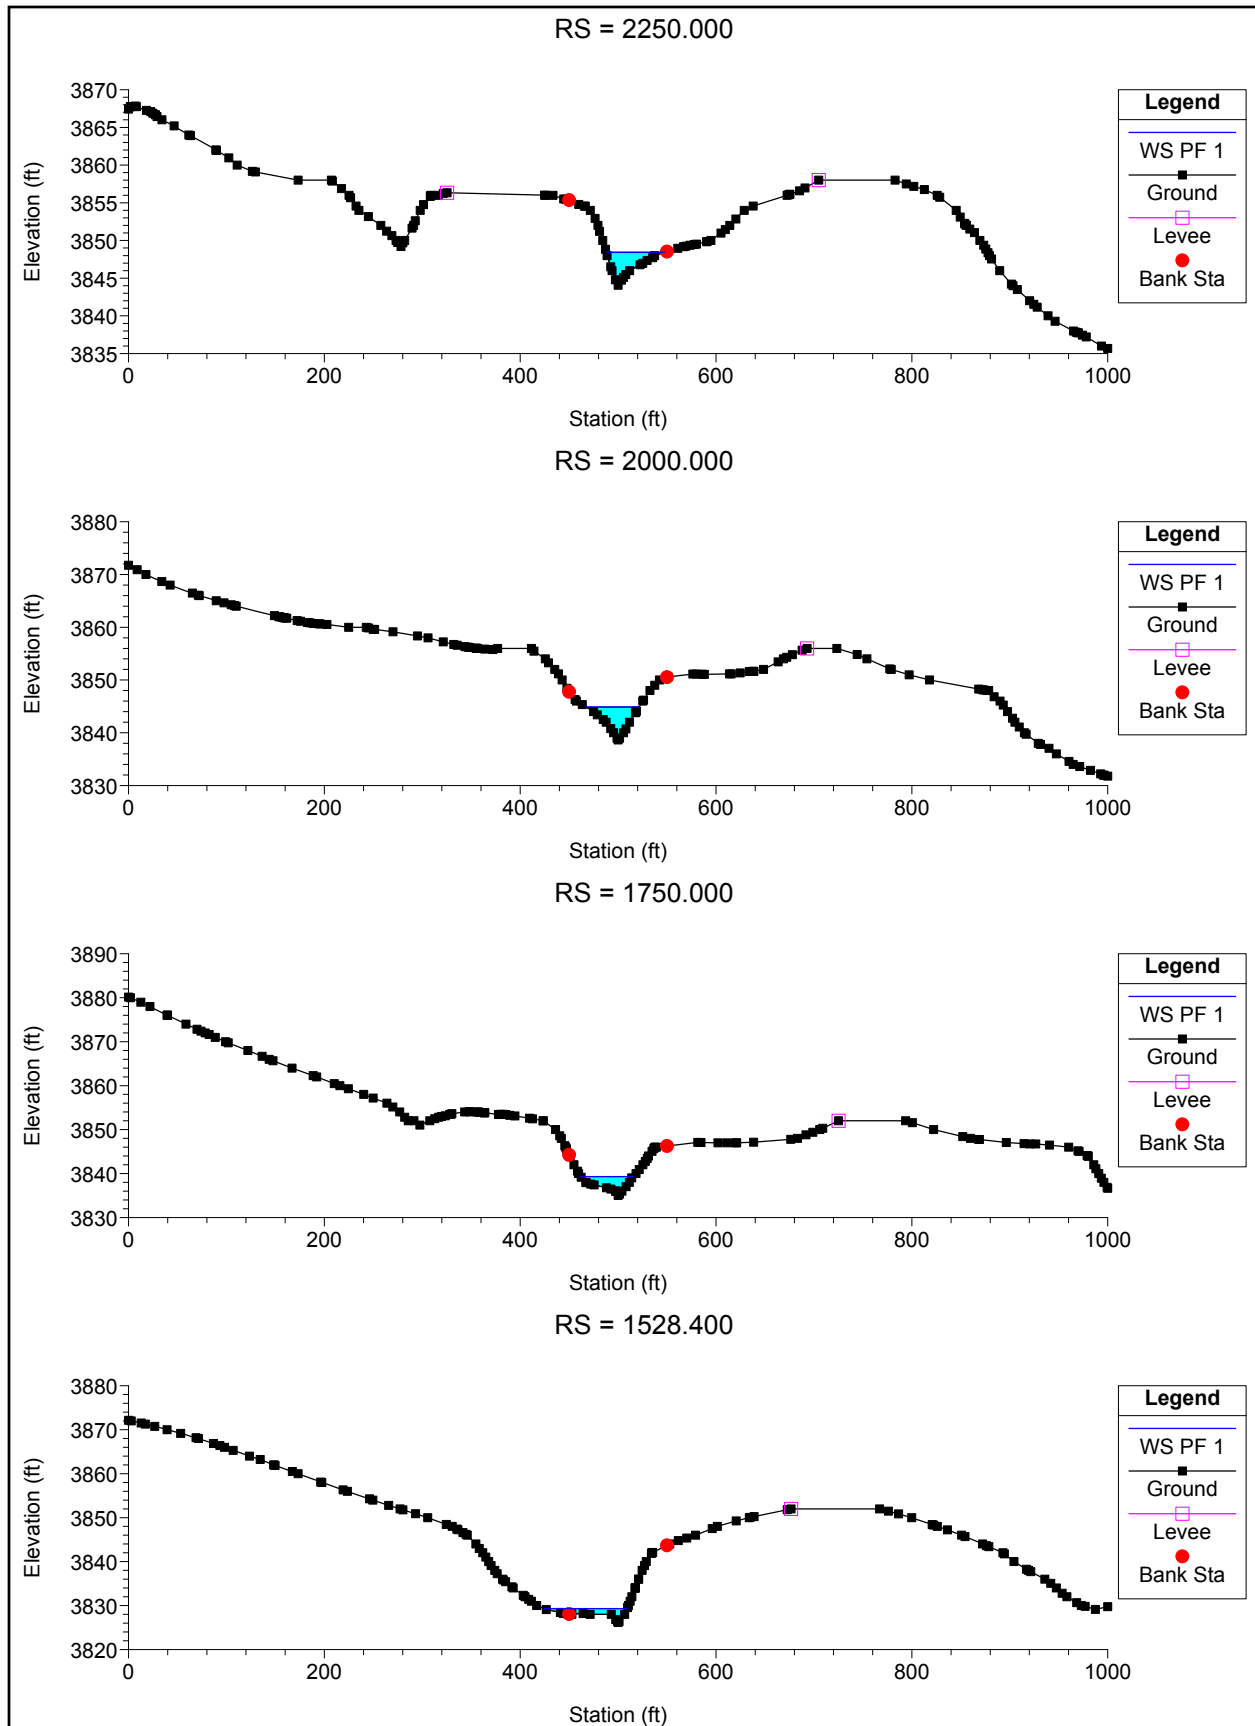 RS = 2250.000
3870
3865
3860
3855
3850
3845
3840
3835
Elevation (ft)
0 200 400 600 800 1000
Station (ft)
Legend
WS PF 1
Ground
Levee
Bank Sta
RS = 2000.000
3880
3870
3860
3850
3840
3830
Elevation (ft)
0 200 400 600 800 1000
Station (ft)
Legend
WS PF 1
Ground
Levee
Bank Sta
RS = 1750.000
3890
3880
3870
3860
3850
3840
3830
Elevation (ft)
0 200 400 600 800 1000
Station (ft)
Legend
WS PF 1
Ground
Levee
Bank Sta
RS = 1528.400
3880
3870
3860
3850
3840
3830
3820
Elevation (ft)
0 200 400 600 800 1000
Station (ft)
Legend
WS PF 1
Ground
Levee
Bank Sta